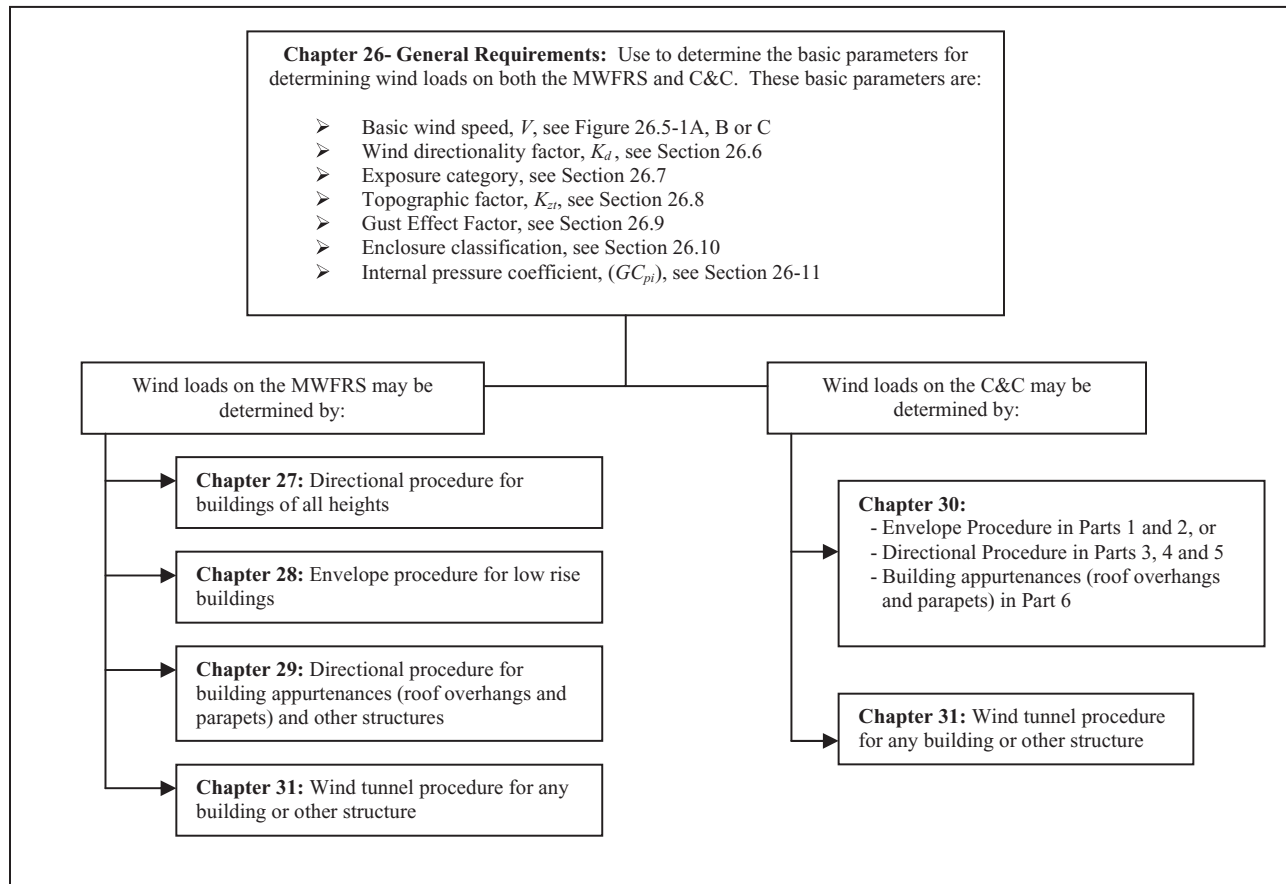 Chapter 26- General Requirements: Use to determine the basic parameters for
determining wind loads on both the MWFRS and C&C. These basic parameters are:
➢ Basic wind speed, V, see Figure 26.5-1A, B or C
➢ Wind directionality factor, Kd , see Section 26.6
➢ Exposure category, see Section 26.7
➢ Topographic factor, Kzt, see Section 26.8
➢ Gust Effect Factor, see Section 26.9
➢ Enclosure classification, see Section 26.10
➢ Internal pressure coefficient, (GCpi), see Section 26-11
Wind loads on the MWFRS may be
determined by:
Chapter 27: Directional procedure for
buildings of all heights
Chapter 28: Envelope procedure for low rise
buildings
Chapter 29: Directional procedure for
building appurtenances (roof overhangs and
parapets) and other structures
Chapter 31: Wind tunnel procedure for any
building or other structure
Wind loads on the C&C may be
determined by:
Chapter 30:
- Envelope Procedure in Parts 1 and 2, or
- Directional Procedure in Parts 3, 4 and 5
- Building appurtenances (roof overhangs
and parapets) in Part 6
Chapter 31: Wind tunnel procedure
for any building or other structure